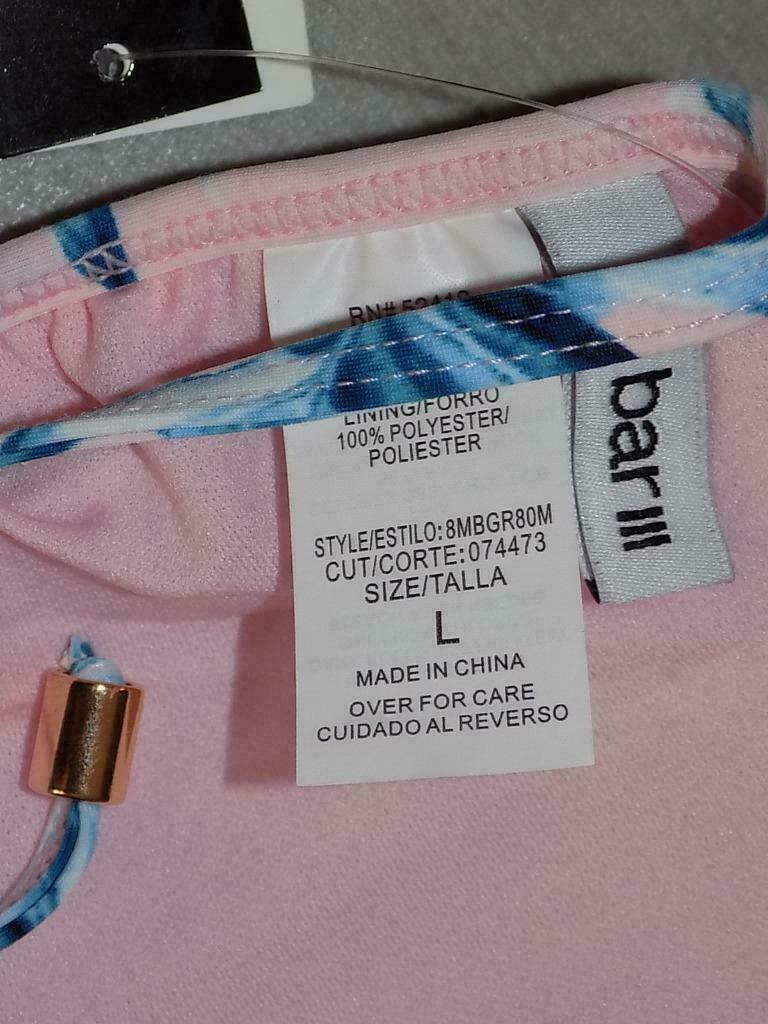 RN#
LINING/FORRO
100% POLYESTER/
POLIESTER
STYLE/ESTILO: 8MBGR80M
CUT/CORTE: 074473
SIZE/TALLA
L
MADE IN CHINA
OVER FOR CARE
CUIDADO AL REVERSO
bar III